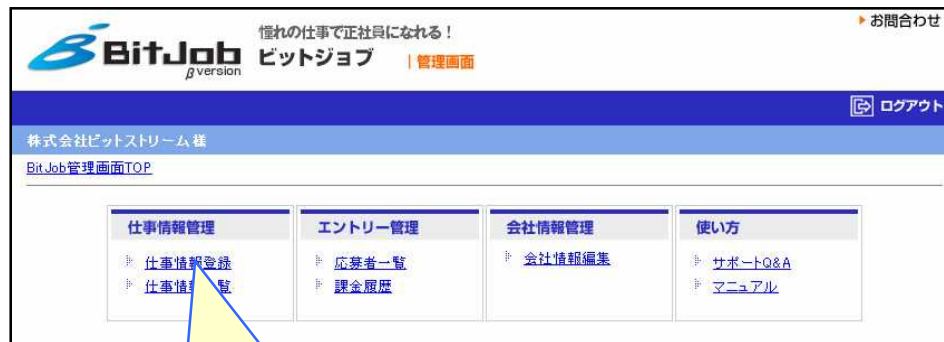 憧れの仕事で正社員になれる！
お問合わせ
BitJob ビットジョブ |管理画面
βversion
ログアウト
株式会社ビットストリーム様
BitJob管理画面TOP
仕事情報管理
仕事情報登録
仕事情 覧
エントリー管理
応募者一覧
課金履歴
会社情報管理
会社情報編集
使い方
サポートQ&A
マニュアル